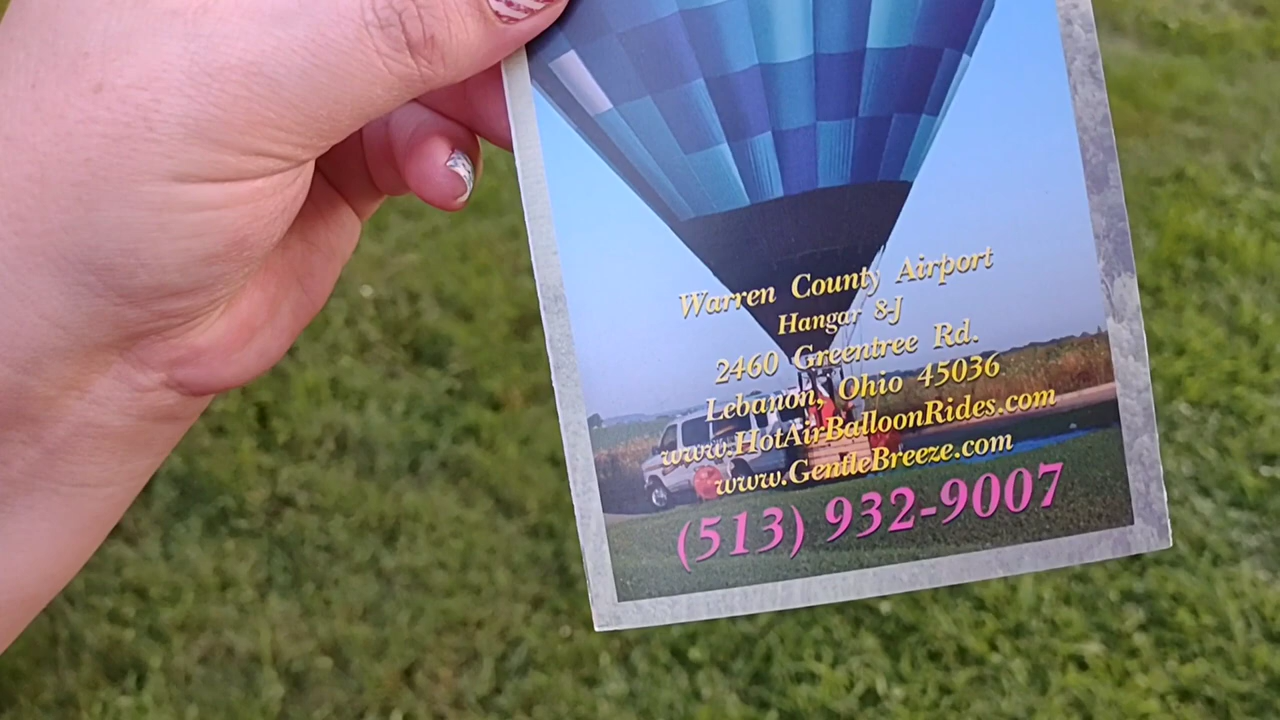 Warren County Airport
Hangar 8-J
2460 Greentree Rd.
Lebanon, Ohio 45036
www.HotAirBalloonRides.com
www.GentleBreeze.com
(513) 932-9007